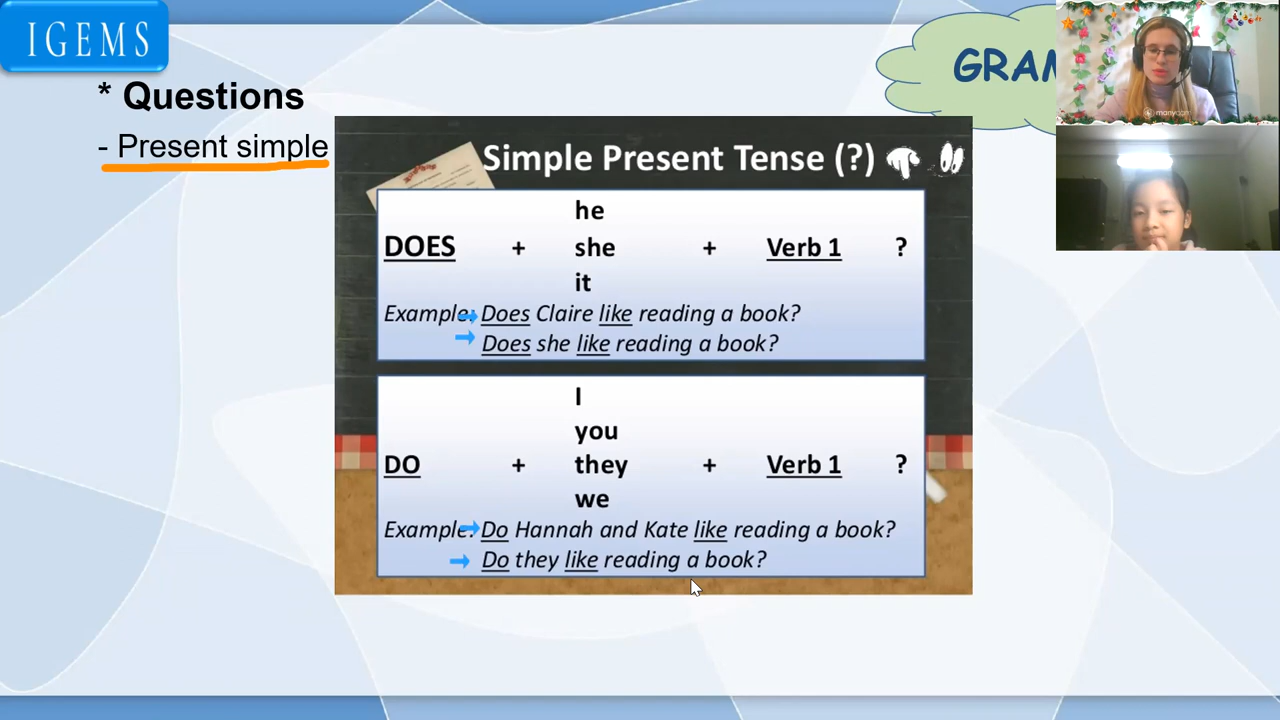 IGEMS
GRAM
* Questions
- Present simple
Simple Present Tense (?)
he
DOES + she + Verb 1 ?
it
Example: Does Claire like reading a book?
Does she like reading a book?
I
you
DO + they + Verb 1 ?
we
Example: Do Hannah and Kate like reading a book?
Do they like reading a book?